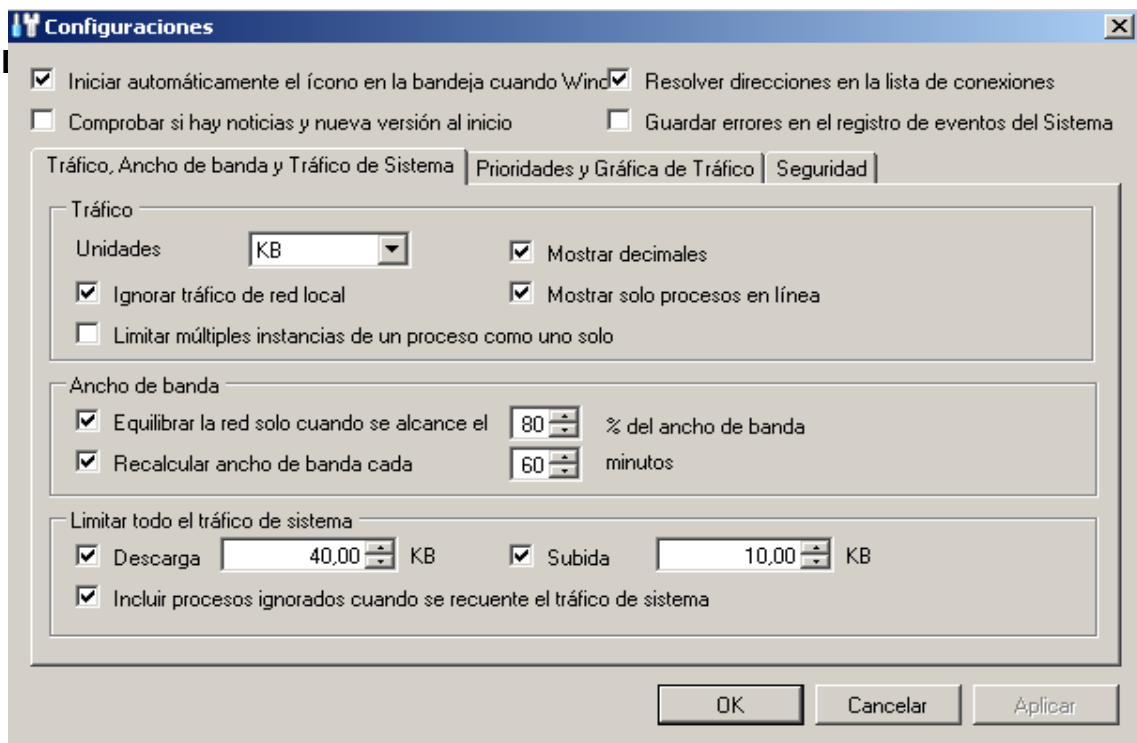 Configuraciones
Iniciar automáticamente el ícono en la bandeja cuando Wind
Resolver direcciones en la lista de conexiones
Comprobar si hay noticias y nueva versión al inicio
Guardar errores en el registro de eventos del Sistema
Tráfico, Ancho de banda y Tráfico de Sistema
Prioridades y Gráfica de Tráfico
Seguridad
Tráfico
Unidades
KB
Mostrar decimales
Ignorar tráfico de red local
Mostrar solo procesos en línea
Limitar múltiples instancias de un proceso como uno solo
Ancho de banda
Equilibrar la red solo cuando se alcance el 80 % del ancho de banda
Recalcular ancho de banda cada 60 minutos
Limitar todo el tráfico de sistema
Descarga 40,00 KB
Subida 10,00 KB
Incluir procesos ignorados cuando se recuente el tráfico de sistema
OK
Cancelar
Aplicar